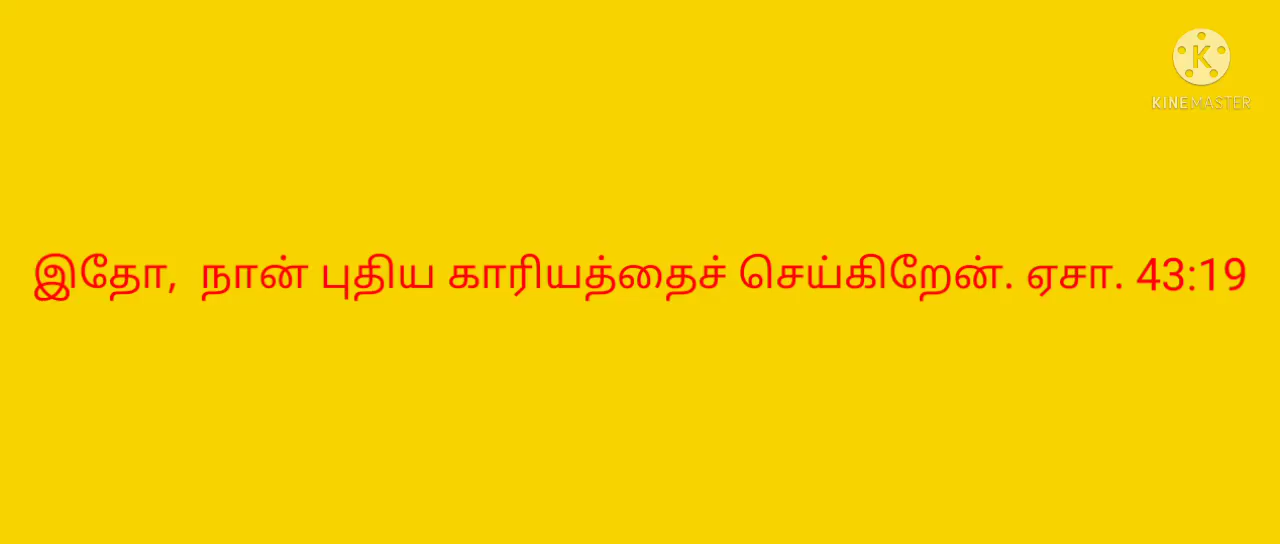 K
KINEMASTER
இதோ,  நான் புதிய காரியத்தைச் செய்கிறேன். ஏசா. 43:19